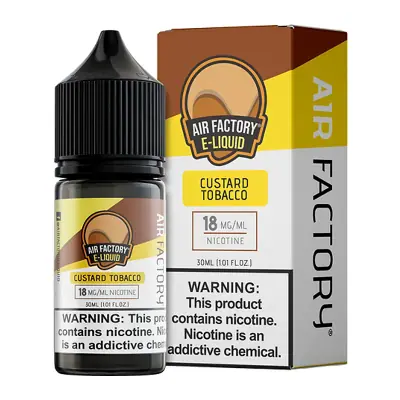 AIR FACTORY
E-LIQUID
CUSTARD TOBACCO
18 MG/ML NICOTINE
30ML (1.01 FL OZ.)
WARNING: This product
contains nicotine.
Nicotine is an
addictive chemical.
AIR FACTORY
E-LIQUID
CUSTARD
TOBACCO
18 MG/ML
NICOTINE
30ML (1.01 FL OZ.)
WARNING:
This product
contains nicotine.
Nicotine is an
addictive chemical.
AIR FACTORY®